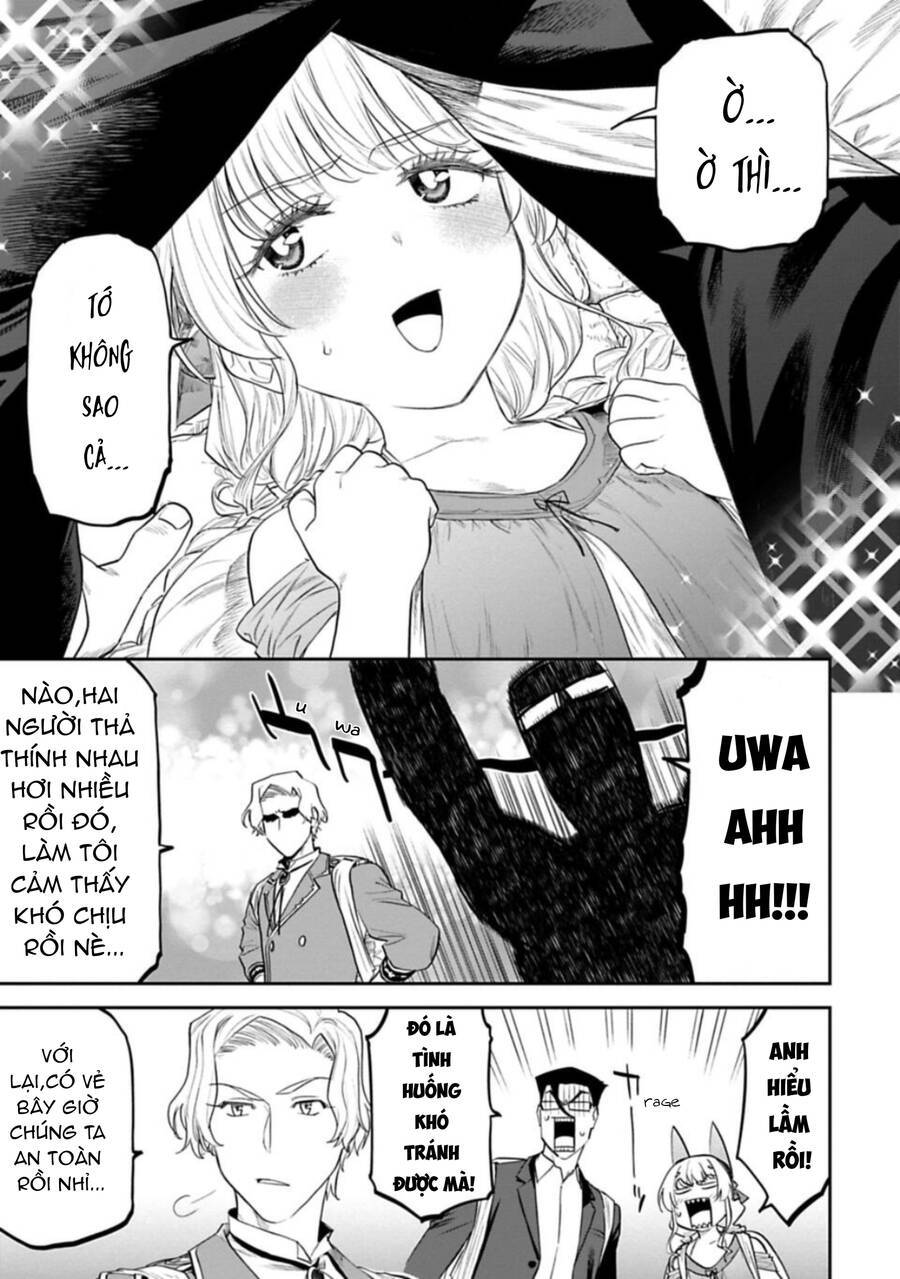 Ờ...
Ờ THÌ...
TỚ
KHÔNG
SAO
CẢ...
UWA
AHH
HH!!!
u wa
ウワ
NÀO,HAI
NGƯỜI THẢ
THÍNH NHAU
HƠI NHIỀU
RỒI ĐÓ,
LÀM TÔI
CẢM THẤY
KHÓ CHỊU
RỒI NÈ...
ANH
HIỂU
LẦM
RỒI!
rage
ĐÓ LÀ
TÌNH
HUỐNG
KHÓ
TRÁNH
ĐƯỢC MÀ!
VỚI
LẠI,CÓ VẺ
BÂY GIỜ
CHÚNG TA
AN TOÀN
RỒI NHỈ...